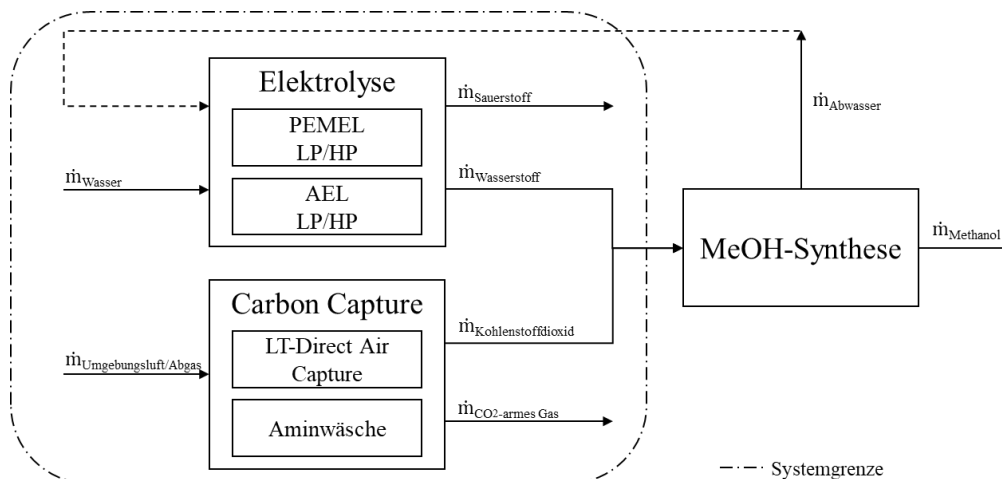 Elektrolyse
PEMEL
LP/HP
AEL
LP/HP
ṁSauerstoff
ṁAbwasser
ṁWasser
ṁWasserstoff
MeOH-Synthese
ṁMethanol
Carbon Capture
LT-Direct Air
Capture
Aminwäsche
ṁKohlenstoffdioxid
ṁUmgebungsluft/Abgas
ṁCO2-armes Gas
Systemgrenze